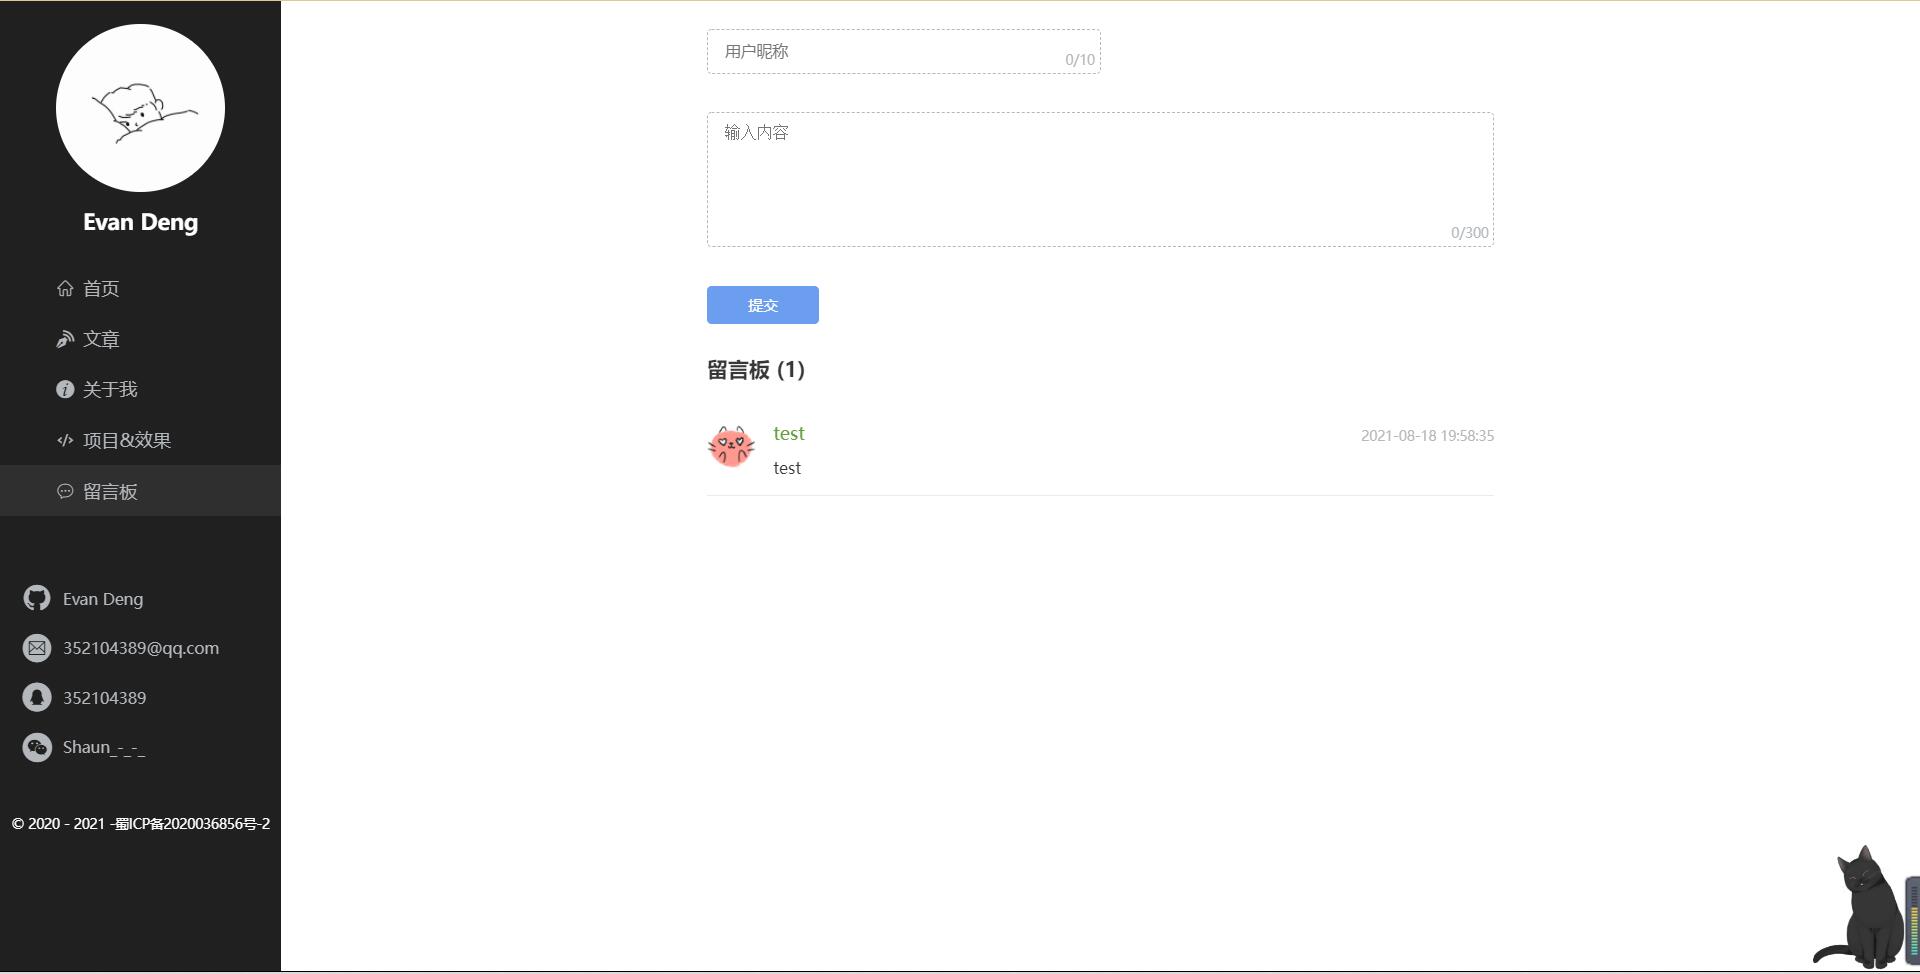 Evan Deng
首页
文章
关于我
项目&效果
留言板
Evan Deng
352104389@qq.com
352104389
Shaun_-_-_
© 2020 - 2021 -蜀ICP备2020036856号-2
用户昵称
0/10
输入内容
0/300
提交
留言板 (1)
test
2021-08-18 19:58:35
test